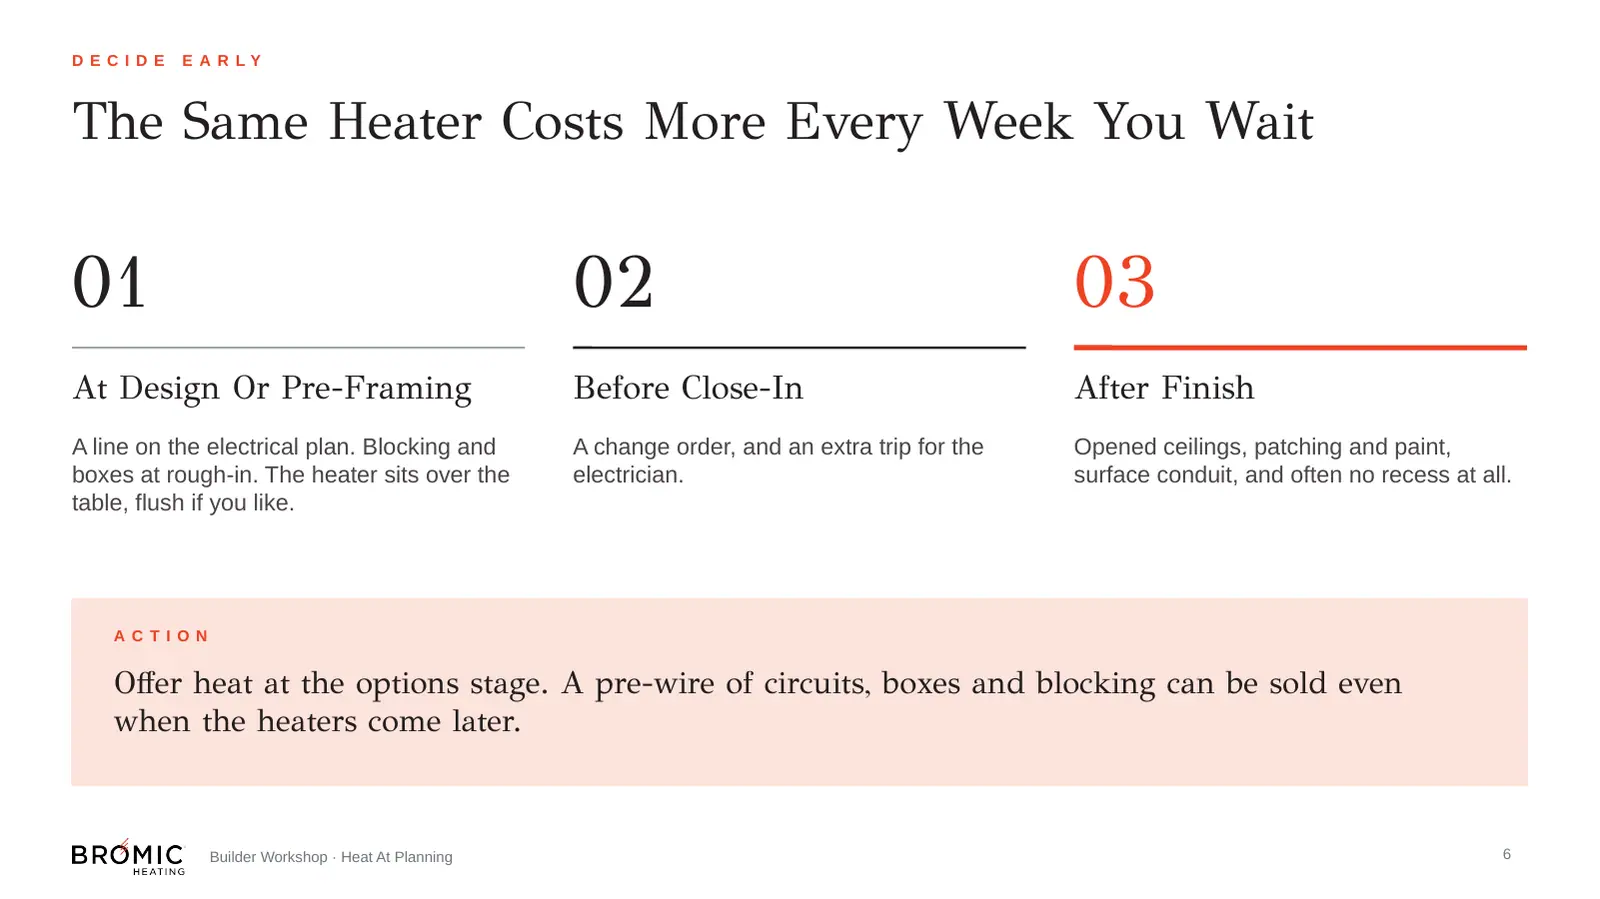 DECIDE EARLY
The Same Heater Costs More Every Week You Wait
01
At Design Or Pre-Framing
A line on the electrical plan. Blocking and
boxes at rough-in. The heater sits over the
table, flush if you like.
02
Before Close-In
A change order, and an extra trip for the
electrician.
03
After Finish
Opened ceilings, patching and paint,
surface conduit, and often no recess at all.
ACTION
Offer heat at the options stage. A pre-wire of circuits, boxes and blocking can be sold even
when the heaters come later.
BROMIC
HEATING
Builder Workshop · Heat At Planning
6